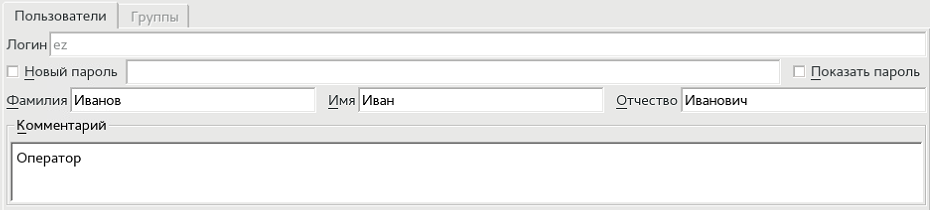 Пользователи Группы
Логин ez
Новый пароль Показать пароль
Фамилия Иванов Имя Иван Отчество Иванович
Комментарий
Оператор